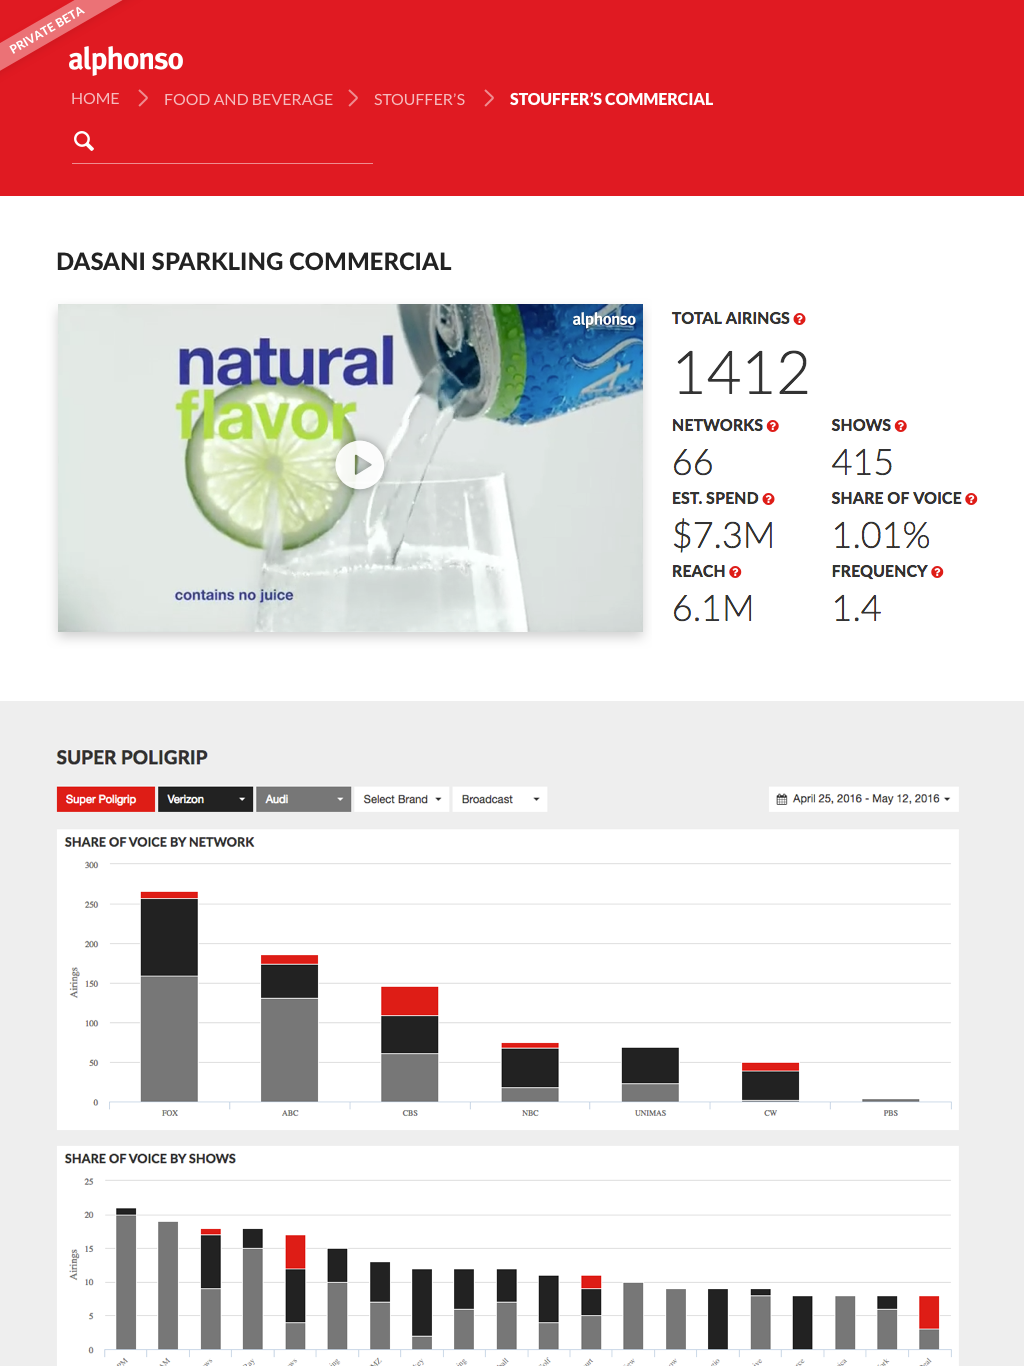 PRIVATE BETA
alphonso
HOME FOOD AND BEVERAGE STOUFFER'S STOUFFER'S COMMERCIAL
DASANI SPARKLING COMMERCIAL
alphonso
natural
flavor
contains no juice
TOTAL AIRINGS ?
1412
NETWORKS ? SHOWS ?
66 415
EST. SPEND ? SHARE OF VOICE ?
$7.3M 1.01%
REACH ? FREQUENCY ?
6.1M 1.4
SUPER POLIGRIP
Super Poligrip Verizon Audi Select Brand Broadcast April 25, 2016 - May 12, 2016
SHARE OF VOICE BY NETWORK
300
250
200
150
100
50
0
Airings
FOX ABC CBS NBC UNIMAS CW PBS
SHARE OF VOICE BY SHOWS
25
20
15
10
5
0
Airings